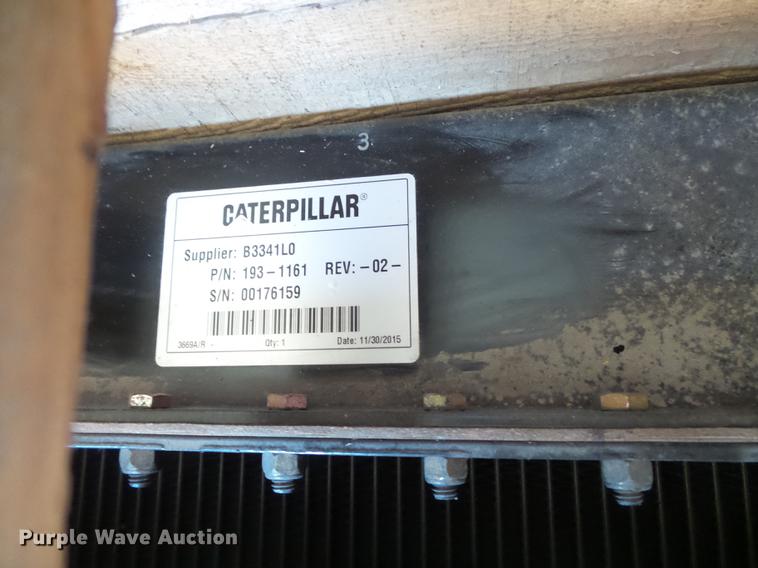 3
CATERPILLAR®
Supplier: B3341L0
P/N: 193-1161 REV: -02-
S/N: 00176159
3669A/R - Qty: 1 Date: 11/30/2015
Purple Wave Auction